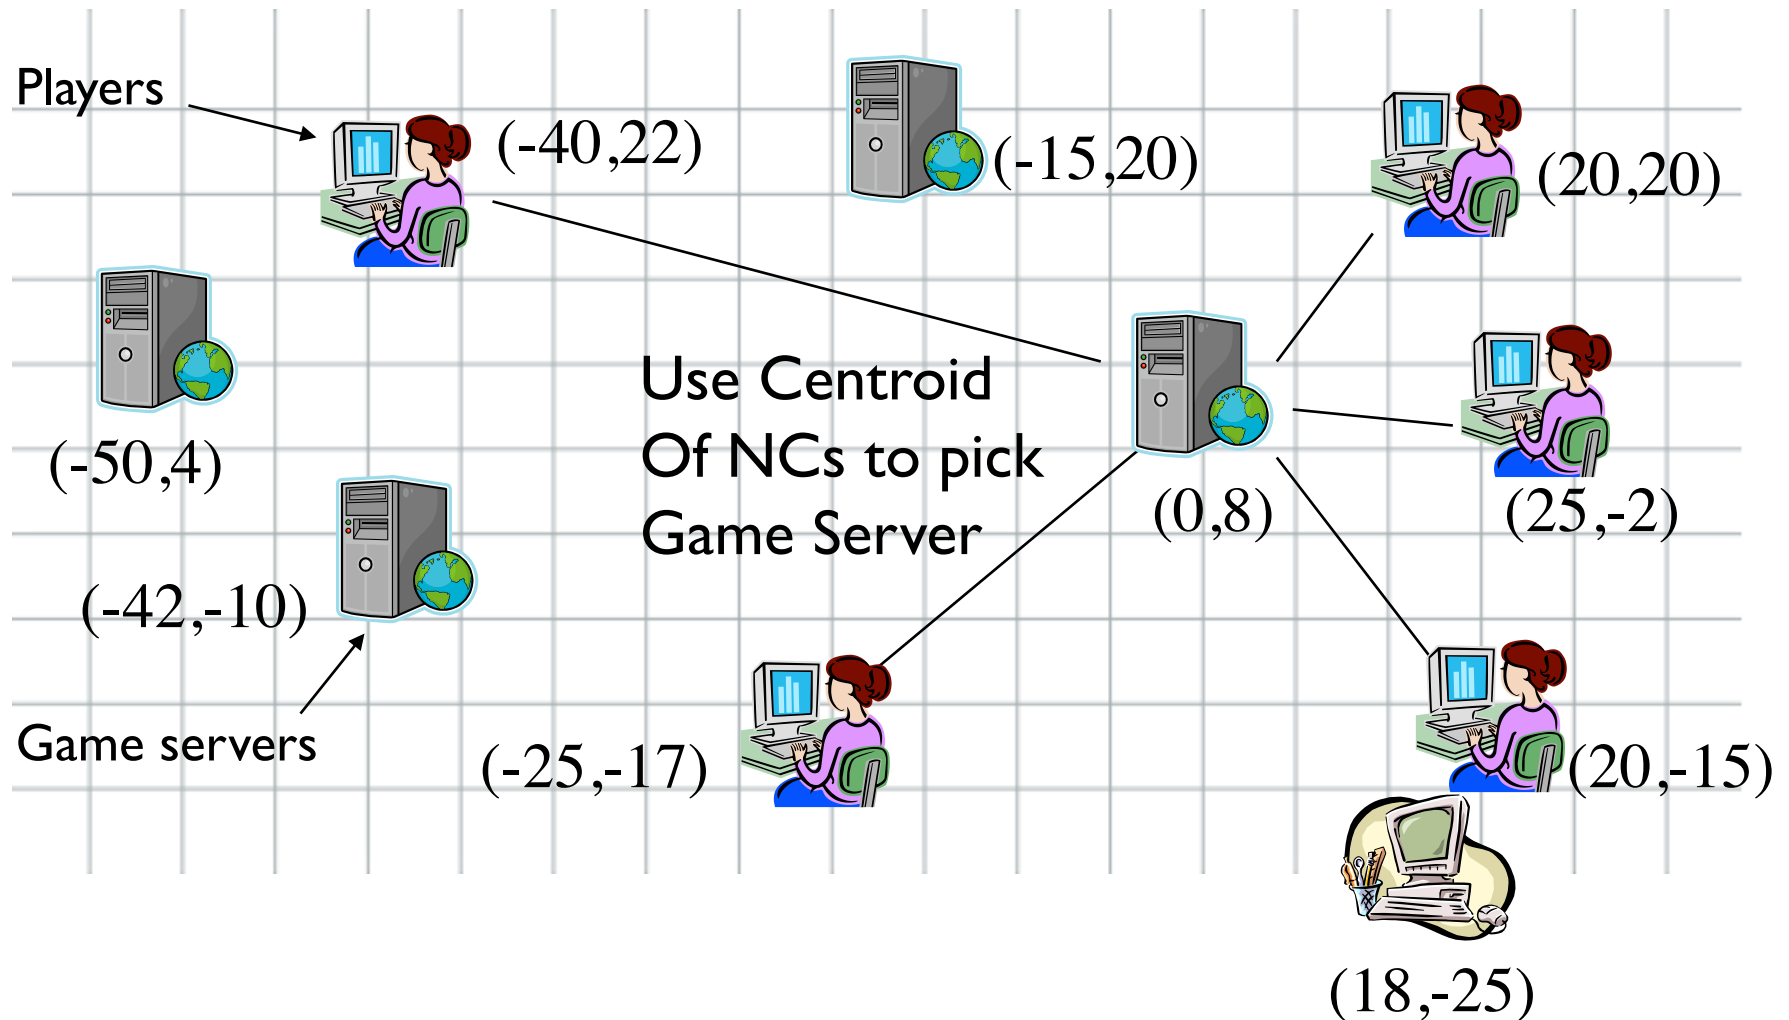 Players
(-40,22)
(-15,20)
(20,20)
Use Centroid
Of NCs to pick
Game Server
(-50,4)
(0,8)
(25,-2)
(-42,-10)
Game servers
(-25,-17)
(20,-15)
(18,-25)